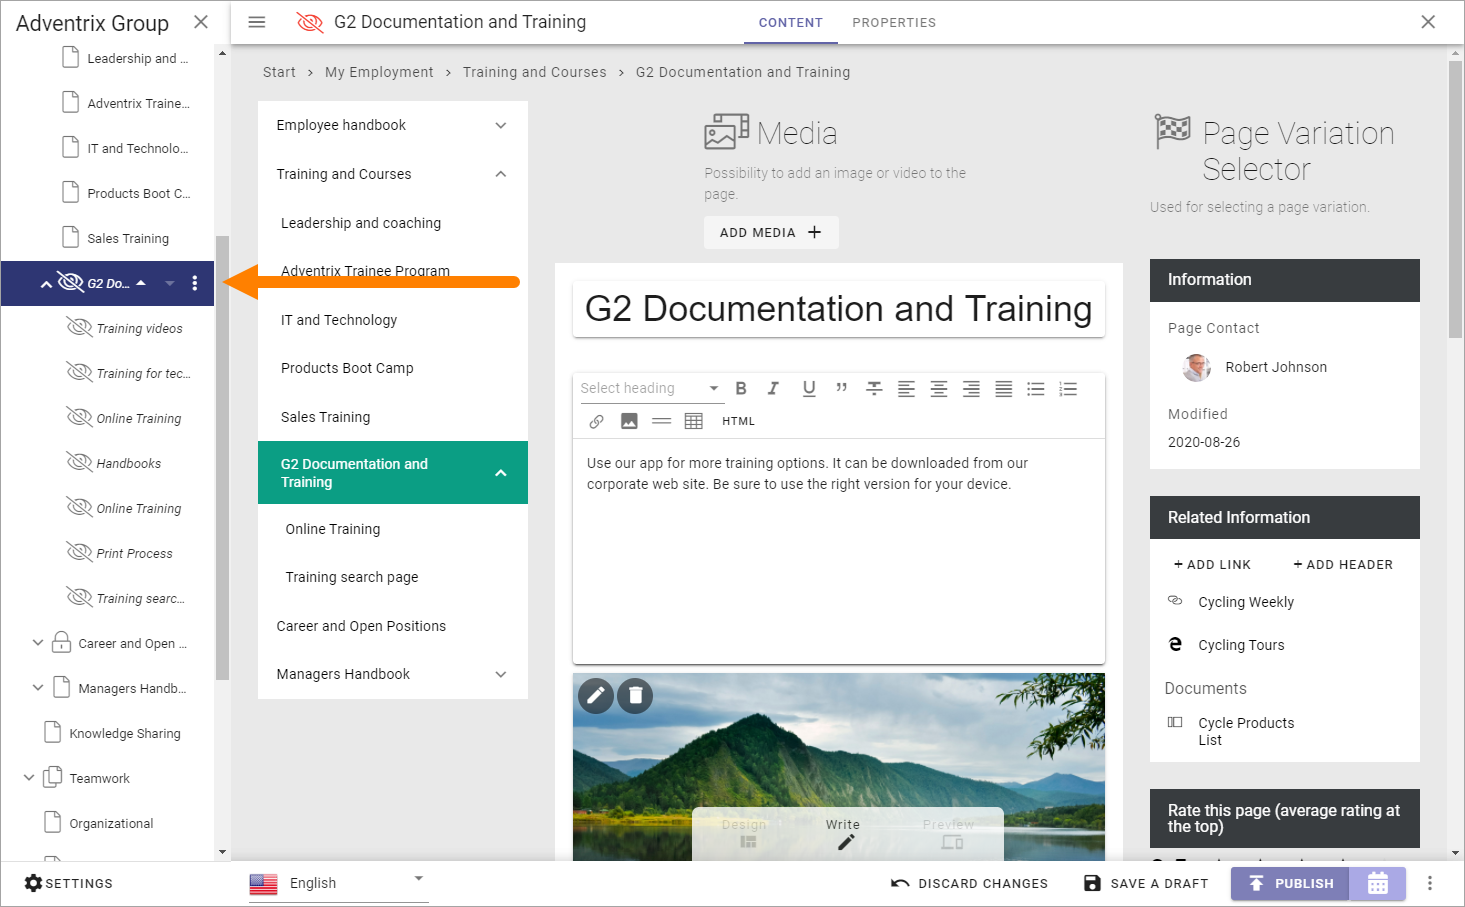 Adventrix Group
G2 Documentation and Training
CONTENT
PROPERTIES
Leadership and ...
Adventrix Traine...
IT and Technolo...
Products Boot C...
Sales Training
G2 Do...
Training videos
Training for tec...
Online Training
Handbooks
Online Training
Print Process
Training searc...
Career and Open ...
Managers Handb...
Knowledge Sharing
Teamwork
Organizational
SETTINGS
Start > My Employment > Training and Courses > G2 Documentation and Training
Employee handbook
Training and Courses
Leadership and coaching
Adventrix Trainee Program
IT and Technology
Products Boot Camp
Sales Training
G2 Documentation and
Training
Online Training
Training search page
Career and Open Positions
Managers Handbook
Media
Possibility to add an image or video to the
page.
ADD MEDIA +
G2 Documentation and Training
Select heading
HTML
Use our app for more training options. It can be downloaded from our
corporate web site. Be sure to use the right version for your device.
Design
Write
Preview
Page Variation
Selector
Used for selecting a page variation.
Information
Page Contact
Robert Johnson
Modified
2020-08-26
Related Information
+ ADD LINK
+ ADD HEADER
Cycling Weekly
Cycling Tours
Documents
Cycle Products
List
Rate this page (average rating at
the top)
English
DISCARD CHANGES
SAVE A DRAFT
PUBLISH